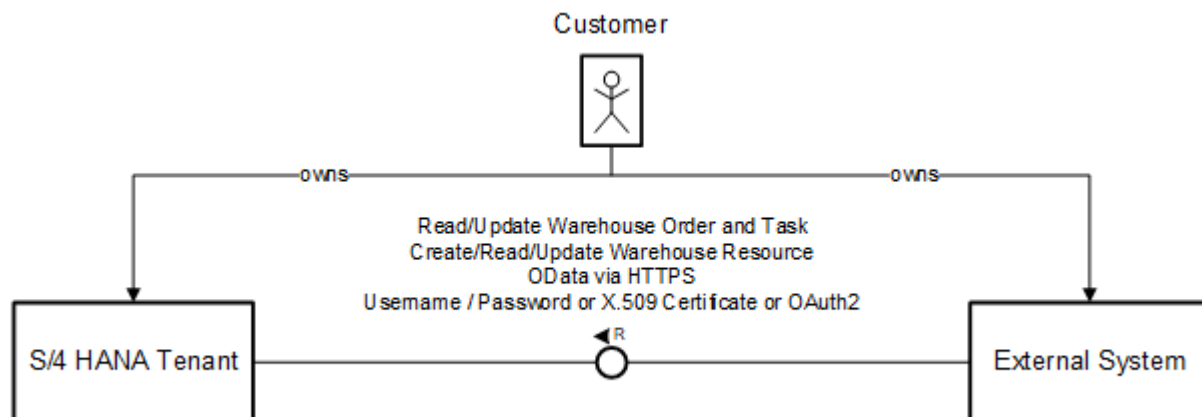 Customer
owns
owns
Read/Update Warehouse Order and Task
Create/Read/Update Warehouse Resource
OData via HTTPS
Username / Password or X.509 Certificate or OAuth2
R
S/4 HANA Tenant
External System